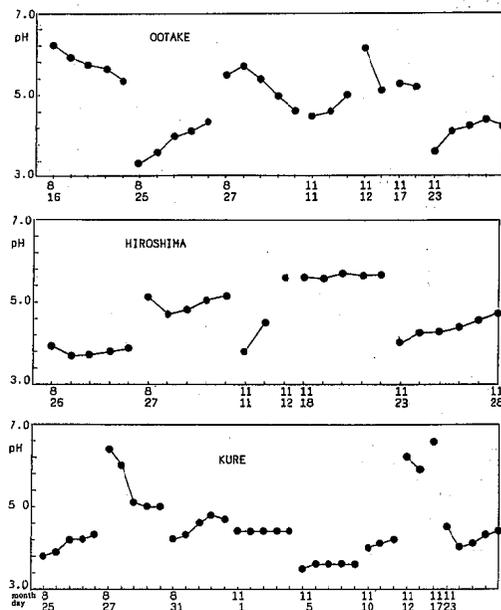 7.0
pH
OOTAKE
5.0
3.0
8 8 8 11 11 11 11
16 25 27 11 12 17 23
7.0
pH
HIROSHIMA
5.0
3.0
8 8 11 11 11 11 11
26 27 11 12 18 23 28
7.0
pH
KURE
5 0
3.0
month 8 8 8 11 11 11 11 11 11
day 25 27 31 1 5 10 12 17 23